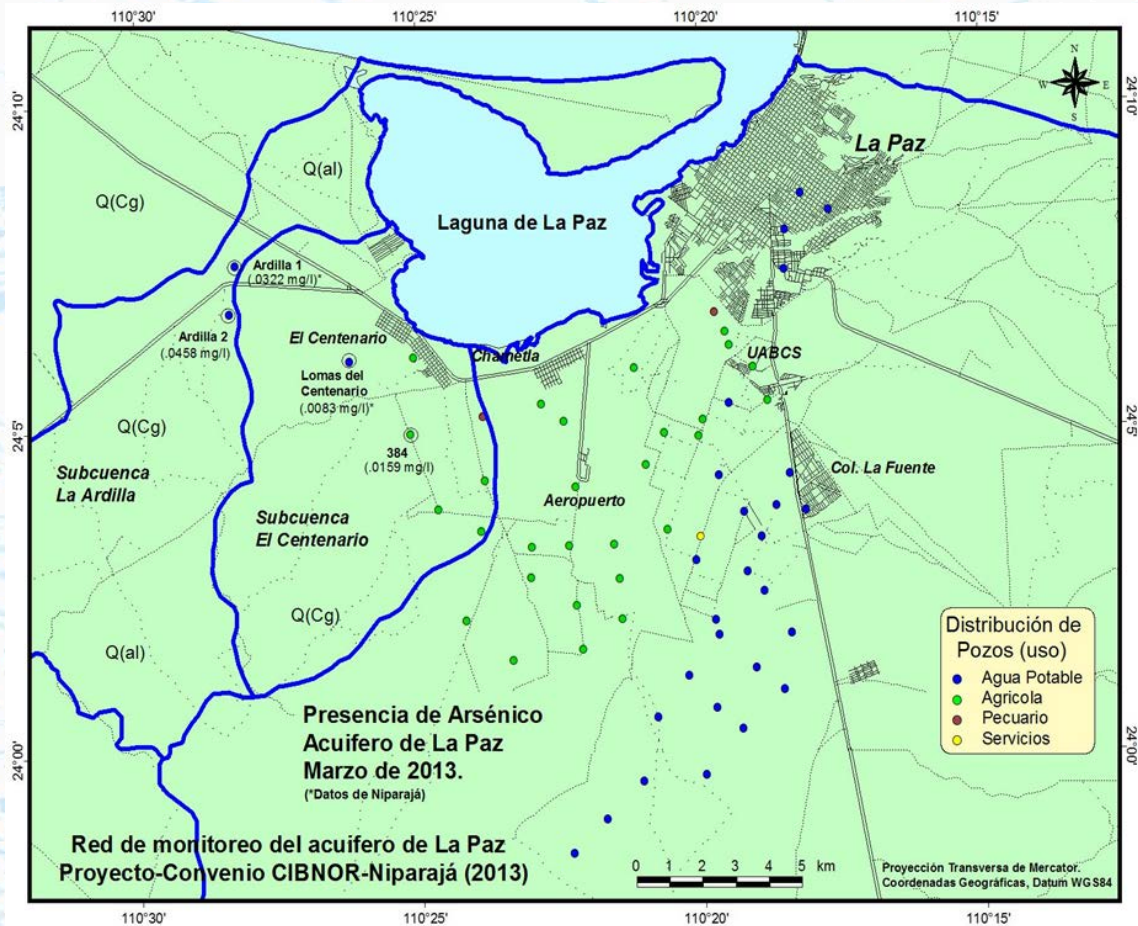 110°30'
110°25'
110°20'
110°15'
N
W E
S
24°10'
24°10'
La Paz
Q(al)
Q(Cg)
Laguna de La Paz
Ardilla 1
(.0322 mg/l)*
Ardilla 2
(.0458 mg/l)
El Centenario
Chametla
UABCS
Lomas del
Centenario
(.0083 mg/l)*
24°5'
24°5'
Q(Cg)
384
(.0159 mg/l)
Col. La Fuente
Subcuenca
La Ardilla
Aeropuerto
Subcuenca
El Centenario
Q(Cg)
Q(al)
Distribución de
Pozos (uso)
Agua Potable
Agricola
Pecuario
Servicios
Presencia de Arsénico
Acuifero de La Paz
Marzo de 2013.
(*Datos de Niparajá)
24°00'
24°00'
Red de monitoreo del acuifero de La Paz
Proyecto-Convenio CIBNOR-Niparajá (2013)
0 1 2 3 4 5 km
Proyección Transversa de Mercator.
Coordenadas Geográficas, Datum WGS84
110°30'
110°25'
110°20'
110°15'